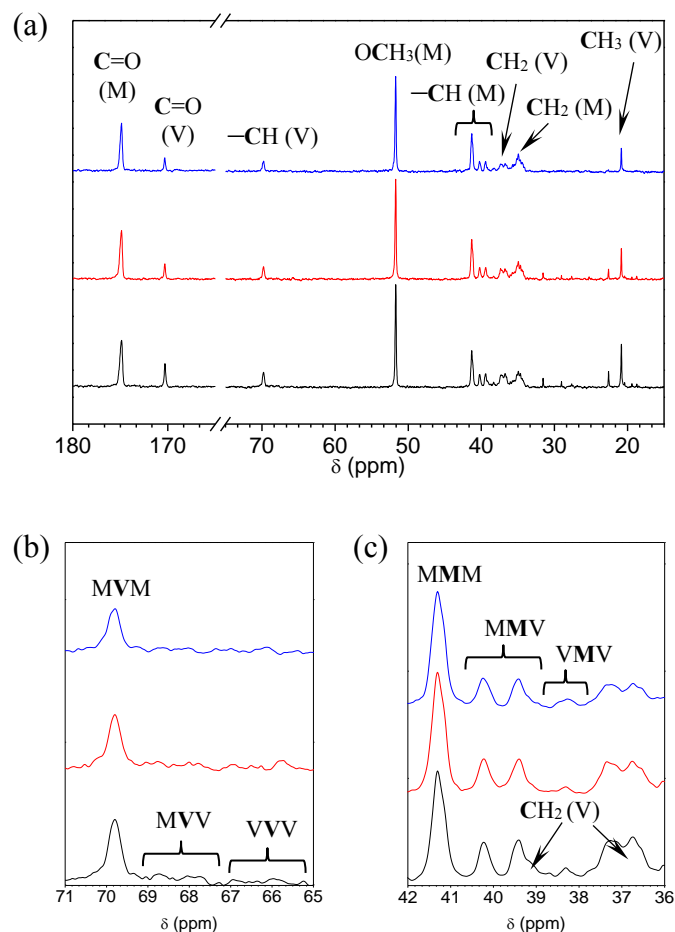 (a)
C=O
(M)
C=O
(V)
−CH (V)
OCH3(M)
−CH (M)
CH2 (V)
CH2 (M)
CH3 (V)
180 170 70 60 50 40 30 20
δ (ppm)
(b)
MVM
MVV
VVV
71 70 69 68 67 66 65
δ (ppm)
(c)
MMM
MMV
VMV
CH2 (V)
42 41 40 39 38 37 36
δ (ppm)